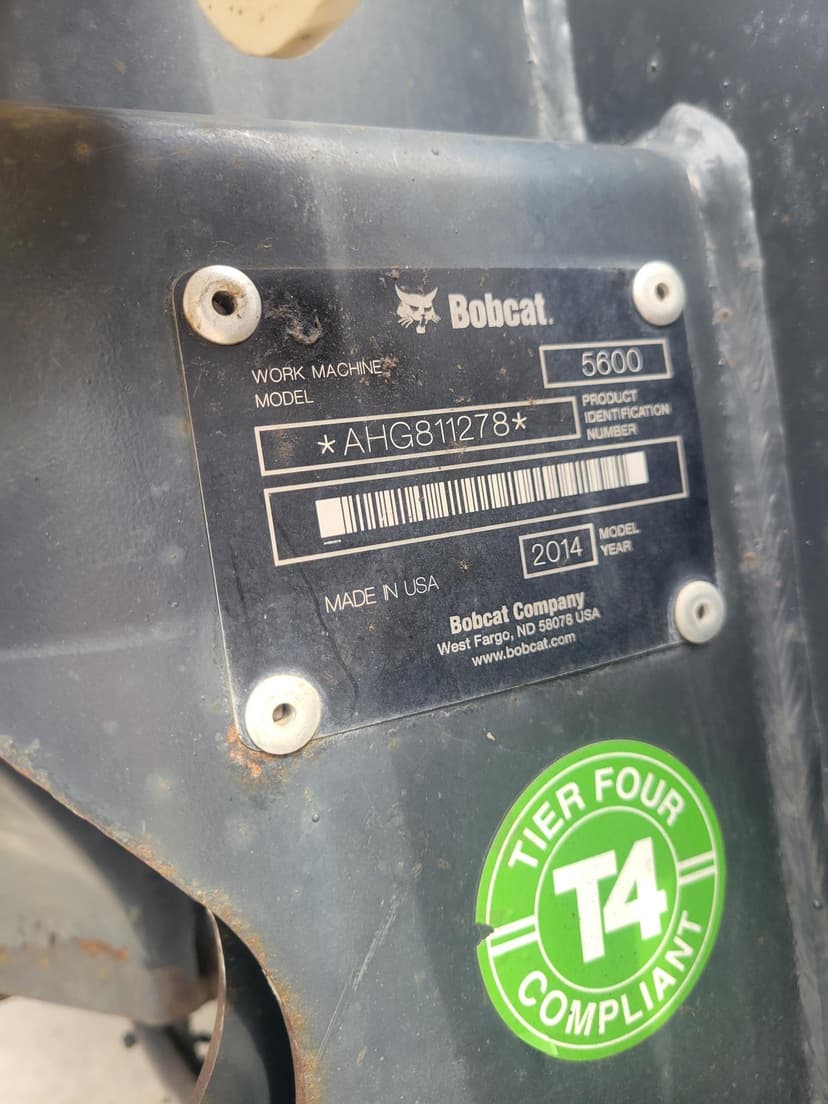 Bobcat.
WORK MACHINE
MODEL
5600
*AHG811278*
PRODUCT
IDENTIFICATION
NUMBER
2014
MODEL
YEAR
MADE IN USA
Bobcat Company
West Fargo, ND 58078 USA
www.bobcat.com
TIER FOUR
T4
COMPLIANT